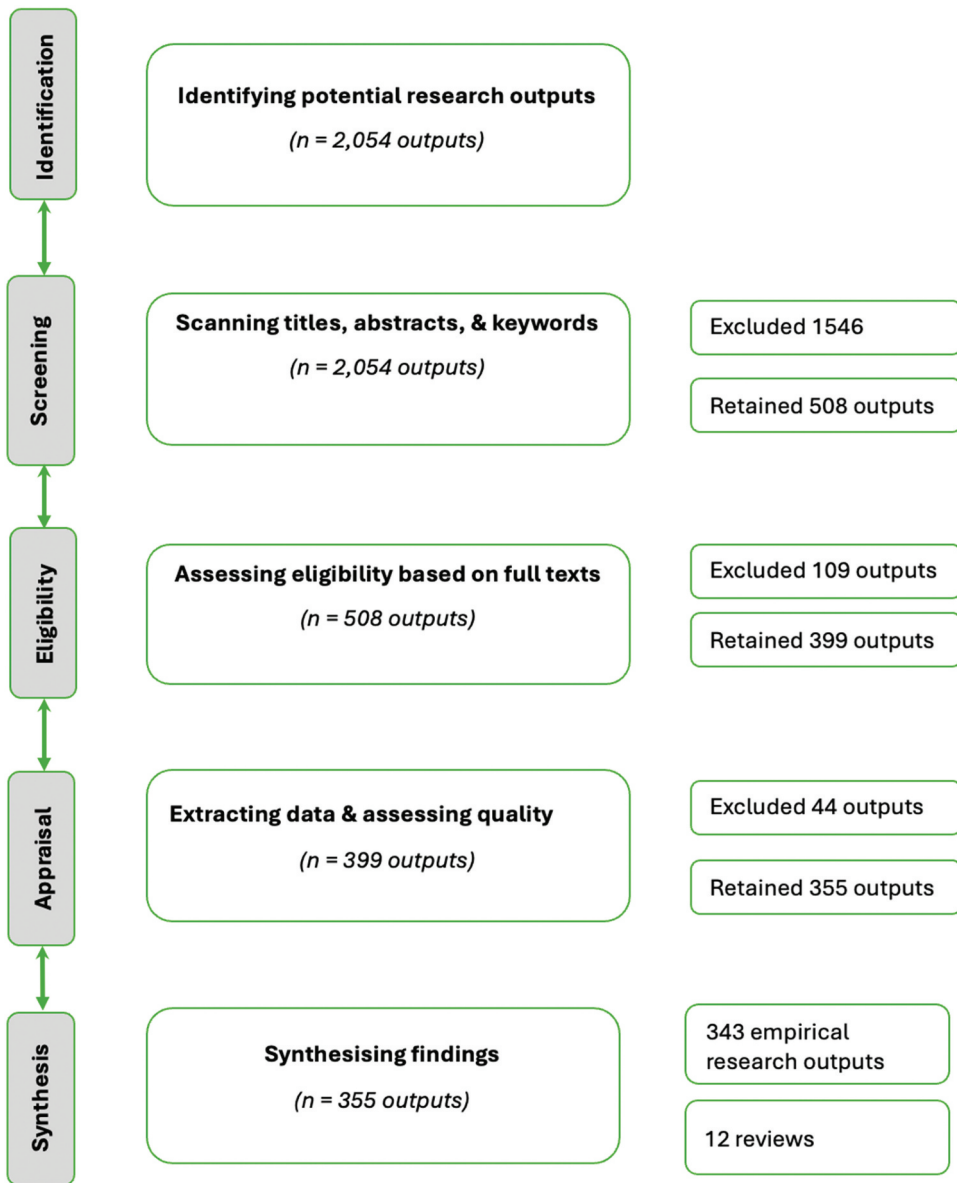 Identification
Identifying potential research outputs
(n = 2,054 outputs)
Screening
Scanning titles, abstracts, & keywords
(n = 2,054 outputs)
Excluded 1546
Retained 508 outputs
Eligibility
Assessing eligibility based on full texts
(n = 508 outputs)
Excluded 109 outputs
Retained 399 outputs
Appraisal
Extracting data & assessing quality
(n = 399 outputs)
Excluded 44 outputs
Retained 355 outputs
Synthesis
Synthesising findings
(n = 355 outputs)
343 empirical
research outputs
12 reviews